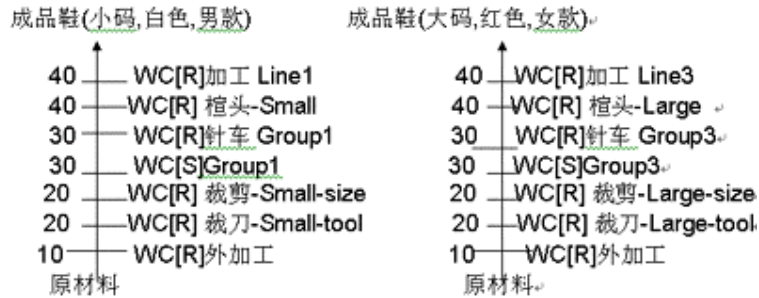 成品鞋(小码,白色,男款)
40 WC[R]加工 Line1
40 WC[R] 楦头-Small
30 WC[R]针车 Group1
30 WC[S]Group1
20 WC[R] 裁剪-Small-size
20 WC[R] 裁刀-Small-tool
10 WC[R]外加工
原材料
成品鞋(大码,红色,女款)
40 WC[R]加工 Line3
40 WC[R] 楦头-Large
30 WC[R]针车 Group3
30 WC[S]Group3
20 WC[R] 裁剪-Large-size
20 WC[R] 裁刀-Large-tool
10 WC[R]外加工
原材料